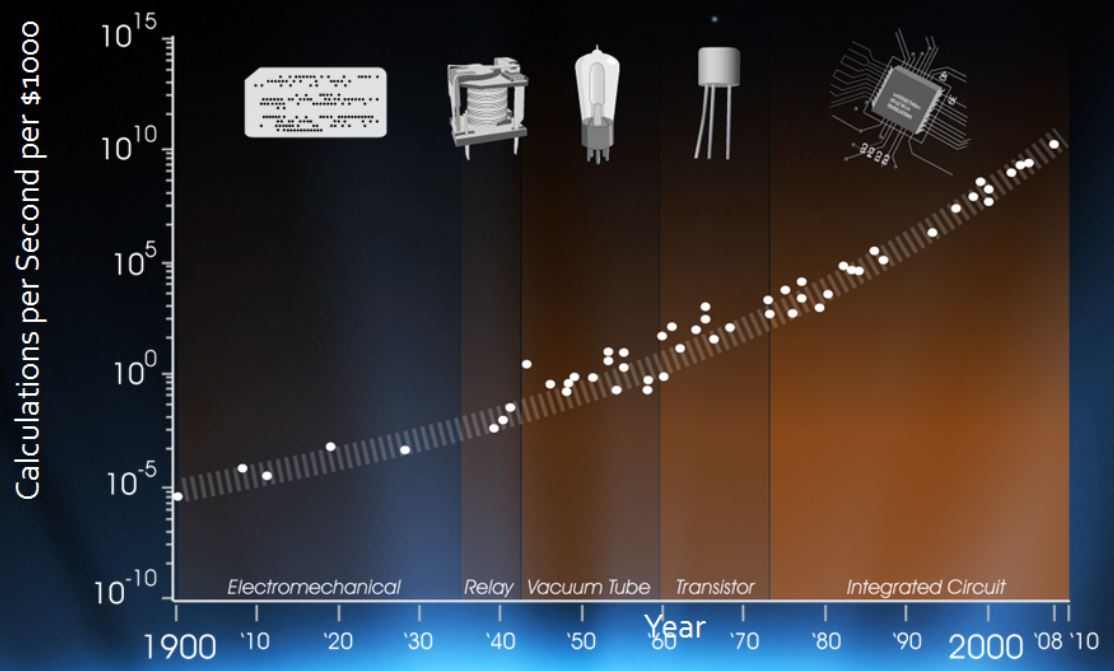 Calculations per Second per $1000
10^15
10^10
10^5
10^0
10^-5
10^-10
Electromechanical
Relay
Vacuum Tube
Transistor
Integrated Circuit
1900
'10
'20
'30
'40
'50
'60
'70
'80
'90
2000
'08
'10
Year